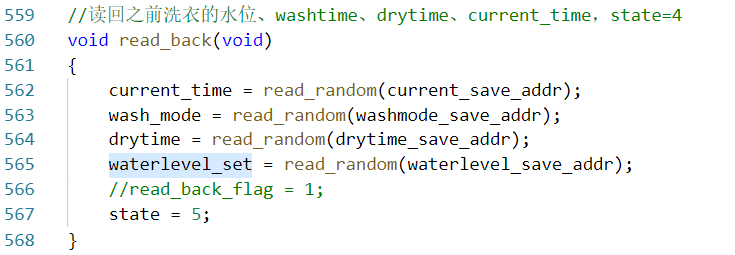 559 //读回之前洗衣的水位、washtime、drytime、current_time，state=4
560 void read_back(void)
561 {
562 current_time = read_random(current_save_addr);
563 wash_mode = read_random(washmode_save_addr);
564 drytime = read_random(drytime_save_addr);
565 waterlevel_set = read_random(waterlevel_save_addr);
566 //read_back_flag = 1;
567 state = 5;
568 }